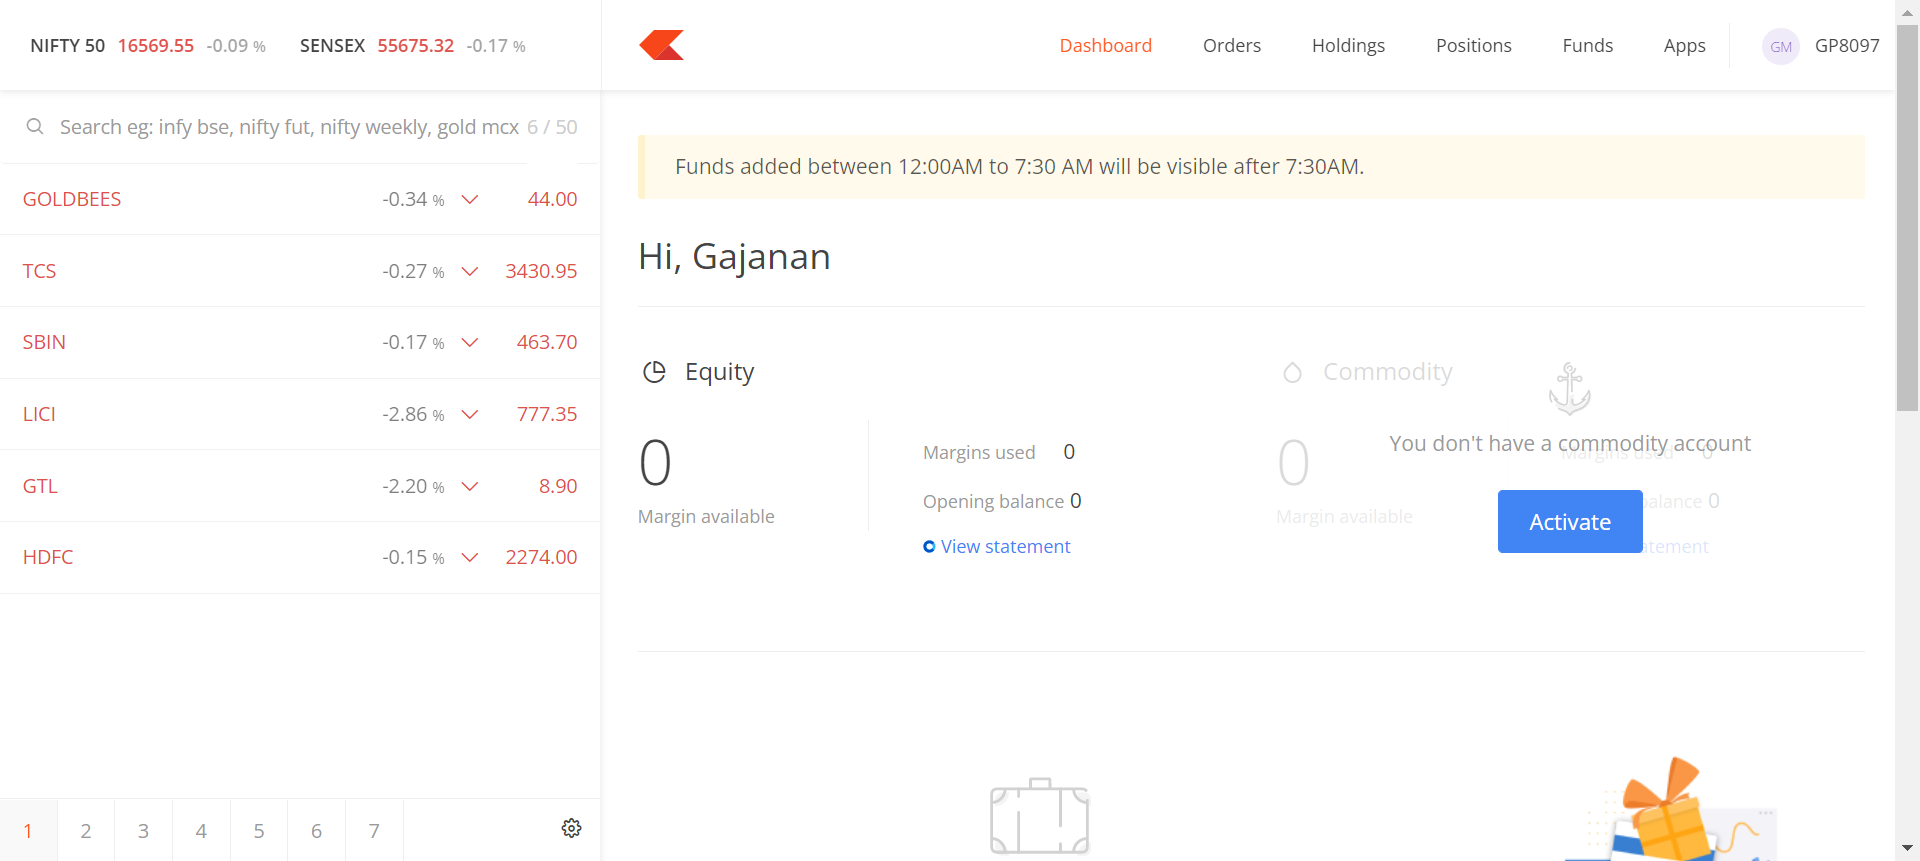 NIFTY 50 16569.55 -0.09 % SENSEX 55675.32 -0.17 %
Dashboard Orders Holdings Positions Funds Apps GM GP8097
Search eg: infy bse, nifty fut, nifty weekly, gold mcx 6 / 50
GOLDBEES -0.34 % 44.00
TCS -0.27 % 3430.95
SBIN -0.17 % 463.70
LICI -2.86 % 777.35
GTL -2.20 % 8.90
HDFC -0.15 % 2274.00
1 2 3 4 5 6 7
Funds added between 12:00AM to 7:30 AM will be visible after 7:30AM.
Hi, Gajanan
Equity
0
Margin available
Margins used 0
Opening balance 0
View statement
Commodity
0
Margin available
You don't have a commodity account
Margins used 0
balance 0
Activate